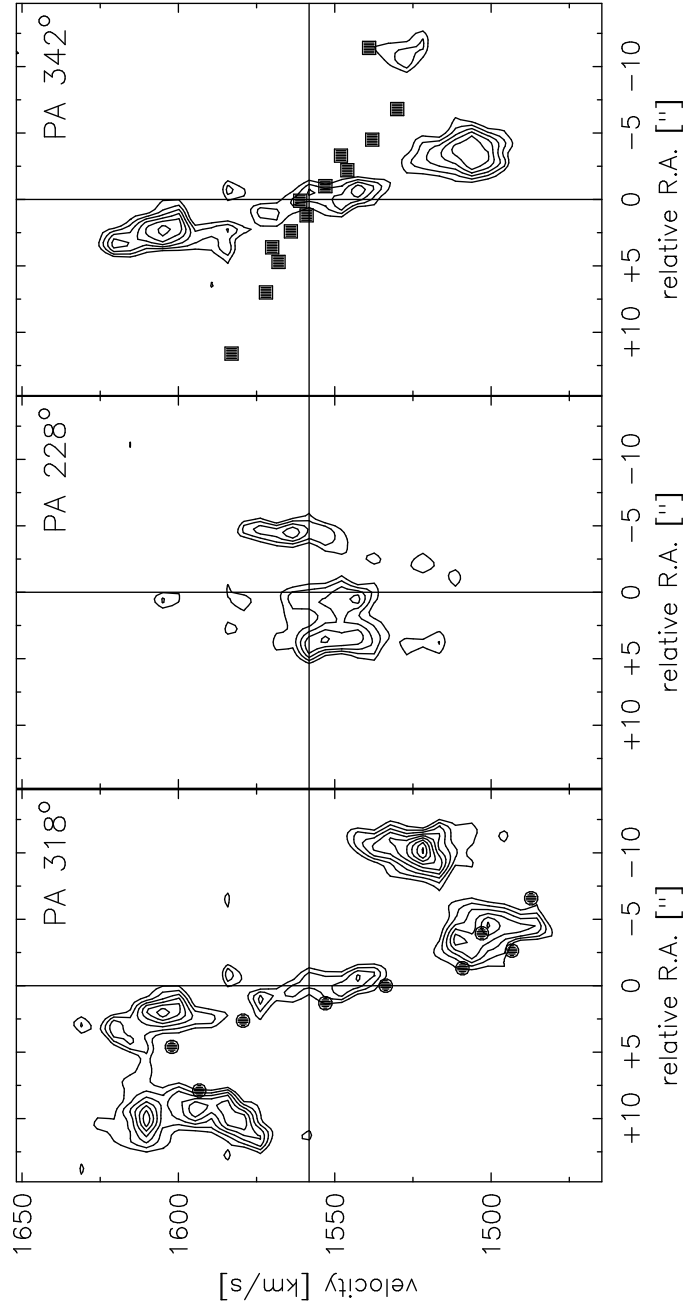 PA 318°
PA 228°
PA 342°
1650
1600
1550
1500
velocity [km/s]
+10 +5 0 −5 −10
+10 +5 0 −5 −10
+10 +5 0 −5 −10
relative R.A. ["]
relative R.A. ["]
relative R.A. ["]